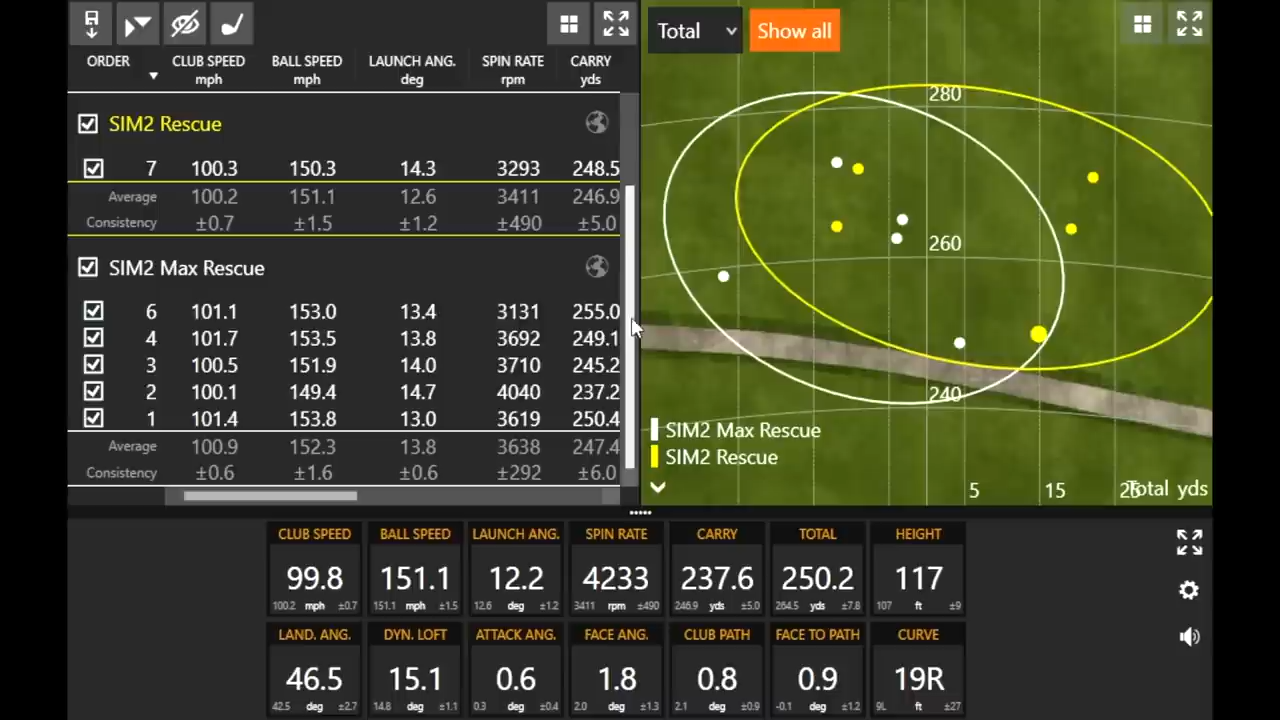 ORDER CLUB SPEED BALL SPEED LAUNCH ANG. SPIN RATE CARRY
mph mph deg rpm yds
SIM2 Rescue
7 100.3 150.3 14.3 3293 248.5
Average 100.2 151.1 12.6 3411 246.9
Consistency ±0.7 ±1.5 ±1.2 ±490 ±5.0
SIM2 Max Rescue
6 101.1 153.0 13.4 3131 255.0
4 101.7 153.5 13.8 3692 249.1
3 100.5 151.9 14.0 3710 245.2
2 100.1 149.4 14.7 4040 237.2
1 101.4 153.8 13.0 3619 250.4
Average 100.9 152.3 13.8 3638 247.4
Consistency ±0.6 ±1.6 ±0.6 ±292 ±6.0
Total Show all
280
260
240
SIM2 Max Rescue
SIM2 Rescue
5 15 Total yds
CLUB SPEED BALL SPEED LAUNCH ANG. SPIN RATE CARRY TOTAL HEIGHT
99.8 151.1 12.2 4233 237.6 250.2 117
100.2 mph ±0.7 151.1 mph ±1.5 12.6 deg ±1.2 3411 rpm ±490 246.9 yds ±5.0 264.5 yds ±7.8 107 ft ±9
LAND. ANG. DYN. LOFT ATTACK ANG. FACE ANG. CLUB PATH FACE TO PATH CURVE
46.5 15.1 0.6 1.8 0.8 0.9 19R
42.5 deg ±2.7 14.8 deg ±1.1 0.3 deg ±0.4 2.0 deg ±1.3 2.1 deg ±0.9 -0.1 deg ±1.2 9L ft ±27